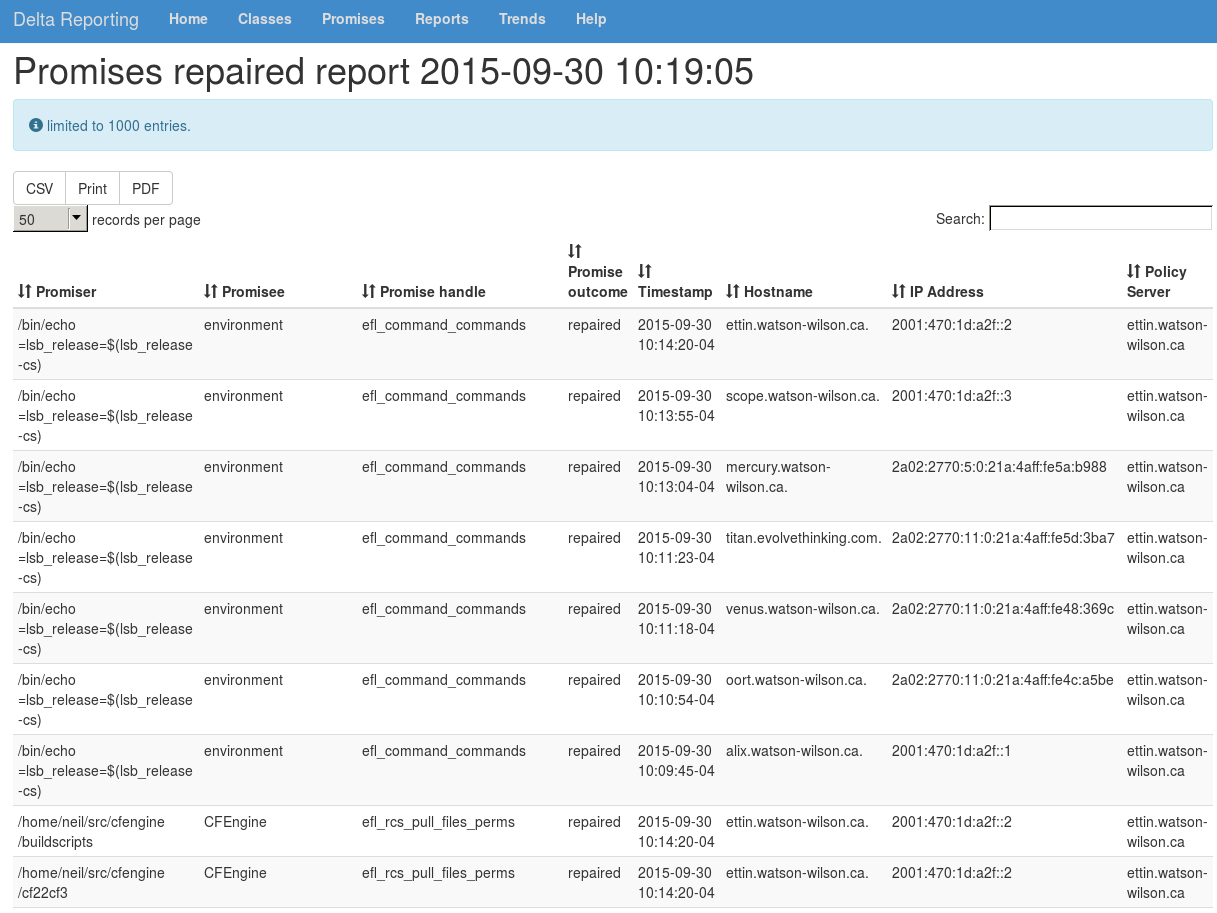 Delta Reporting Home Classes Promises Reports Trends Help
Promises repaired report 2015-09-30 10:19:05
limited to 1000 entries.
CSV Print PDF
50 records per page Search:
Promiser Promisee Promise handle Promise outcome Timestamp Hostname IP Address Policy Server
/bin/echo environment efl_command_commands repaired 2015-09-30 ettin.watson-wilson.ca. 2001:470:1d:a2f::2 ettin.watson-
=lsb_release=$(lsb_release 10:14:20-04 wilson.ca
-cs)
/bin/echo environment efl_command_commands repaired 2015-09-30 scope.watson-wilson.ca. 2001:470:1d:a2f::3 ettin.watson-
=lsb_release=$(lsb_release 10:13:55-04 wilson.ca
-cs)
/bin/echo environment efl_command_commands repaired 2015-09-30 mercury.watson- 2a02:2770:5:0:21a:4aff:fe5a:b988 ettin.watson-
=lsb_release=$(lsb_release 10:13:04-04 wilson.ca. wilson.ca
-cs)
/bin/echo environment efl_command_commands repaired 2015-09-30 titan.evolvethinking.com. 2a02:2770:11:0:21a:4aff:fe5d:3ba7 ettin.watson-
=lsb_release=$(lsb_release 10:11:23-04 wilson.ca
-cs)
/bin/echo environment efl_command_commands repaired 2015-09-30 venus.watson-wilson.ca. 2a02:2770:11:0:21a:4aff:fe48:369c ettin.watson-
=lsb_release=$(lsb_release 10:11:18-04 wilson.ca
-cs)
/bin/echo environment efl_command_commands repaired 2015-09-30 oort.watson-wilson.ca. 2a02:2770:11:0:21a:4aff:fe4c:a5be ettin.watson-
=lsb_release=$(lsb_release 10:10:54-04 wilson.ca
-cs)
/bin/echo environment efl_command_commands repaired 2015-09-30 alix.watson-wilson.ca. 2001:470:1d:a2f::1 ettin.watson-
=lsb_release=$(lsb_release 10:09:45-04 wilson.ca
-cs)
/home/neil/src/cfengine CFEngine efl_rcs_pull_files_perms repaired 2015-09-30 ettin.watson-wilson.ca. 2001:470:1d:a2f::2 ettin.watson-
/buildscripts 10:14:20-04 wilson.ca
/home/neil/src/cfengine CFEngine efl_rcs_pull_files_perms repaired 2015-09-30 ettin.watson-wilson.ca. 2001:470:1d:a2f::2 ettin.watson-
/cf22cf3 10:14:20-04 wilson.ca